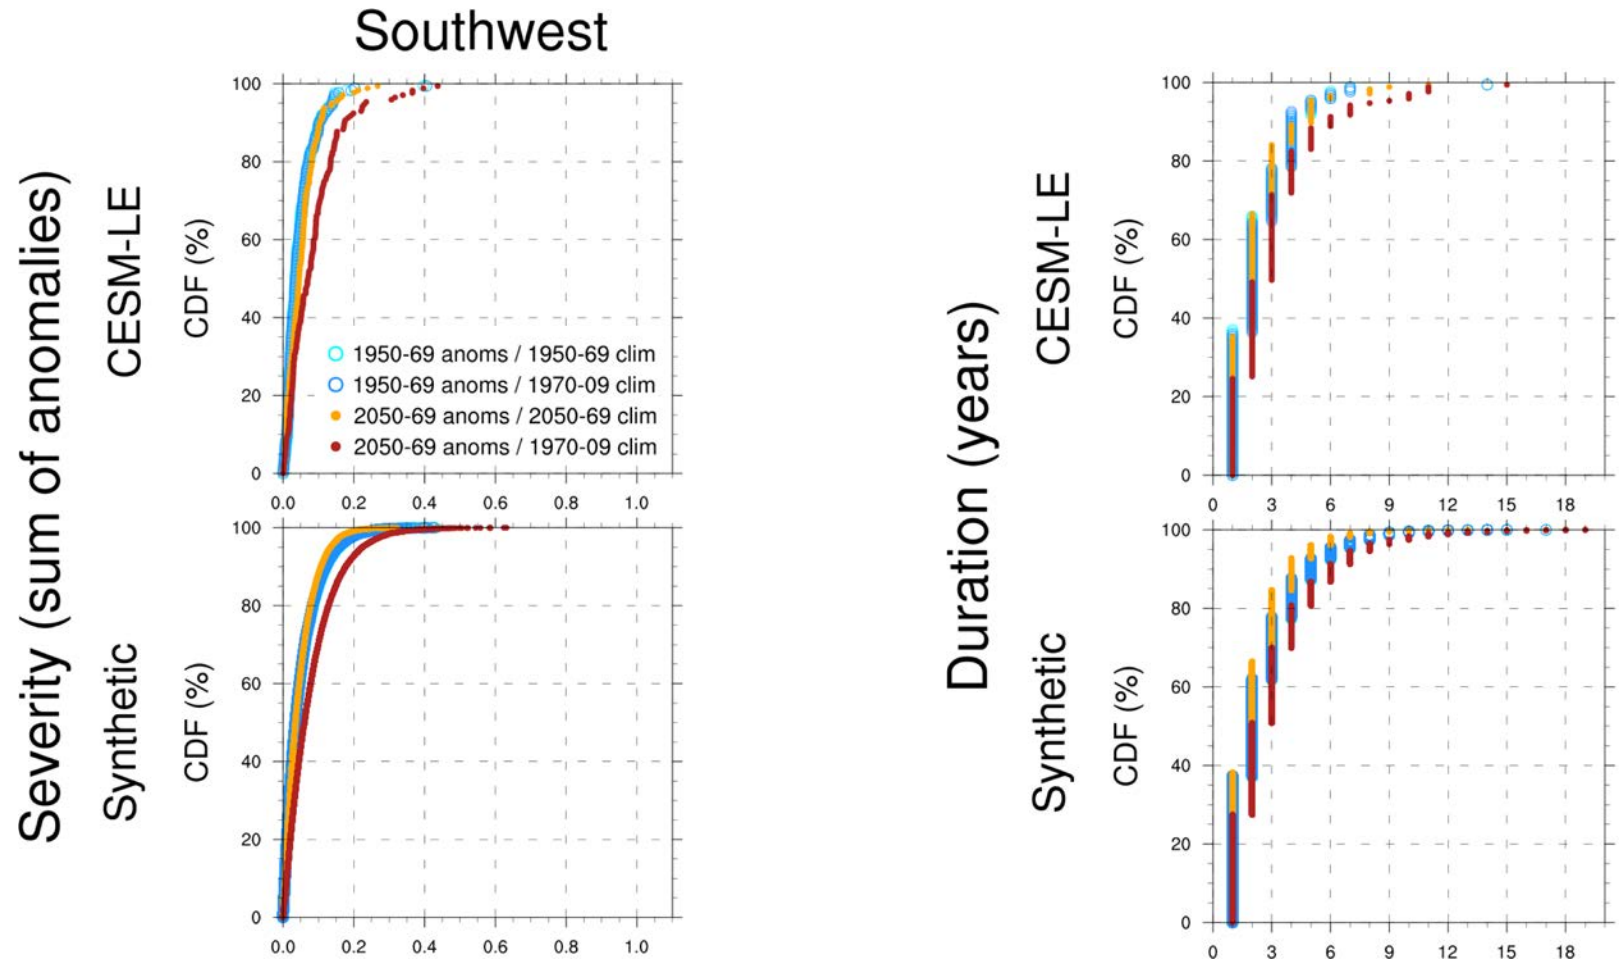 Southwest
Severity (sum of anomalies)
CESM-LE
CDF (%)
100
80
60
40
20
0
1950-69 anoms / 1950-69 clim
1950-69 anoms / 1970-09 clim
2050-69 anoms / 2050-69 clim
2050-69 anoms / 1970-09 clim
0.0 0.2 0.4 0.6 0.8 1.0
Synthetic
CDF (%)
100
80
60
40
20
0
0.0 0.2 0.4 0.6 0.8 1.0
Duration (years)
CESM-LE
CDF (%)
100
80
60
40
20
0
0 3 6 9 12 15 18
Synthetic
CDF (%)
100
80
60
40
20
0
0 3 6 9 12 15 18